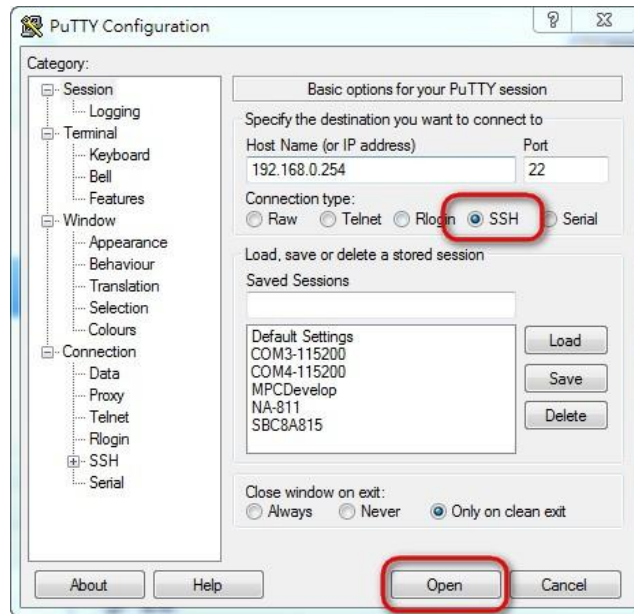 PuTTY Configuration
Category:
Session
Logging
Terminal
Keyboard
Bell
Features
Window
Appearance
Behaviour
Translation
Selection
Colours
Connection
Data
Proxy
Telnet
Rlogin
SSH
Serial
Basic options for your PuTTY session
Specify the destination you want to connect to
Host Name (or IP address) Port
192.168.0.254 22
Connection type:
Raw Telnet Rlogin SSH Serial
Load, save or delete a stored session
Saved Sessions
Default Settings
COM3-115200
COM4-115200
MPCDevelop
NA-811
SBC8A815
Load
Save
Delete
Close window on exit:
Always Never Only on clean exit
About Help Open Cancel